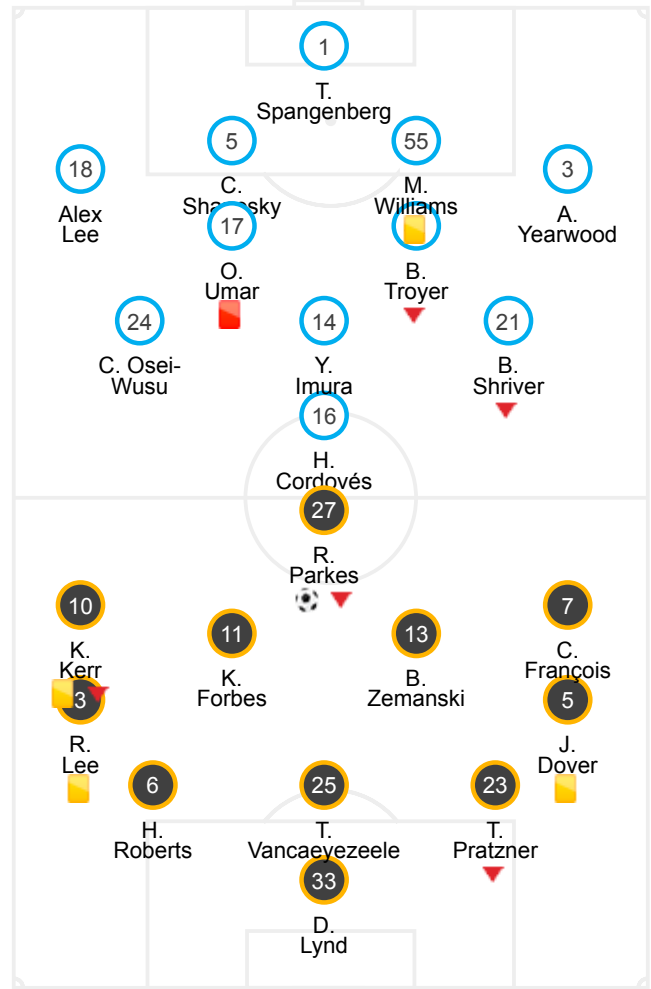 1
T.
Spangenberg
5
55
18
3
C.
M.
Williams
Alex
Lee
A.
Yearwood
17
O.
Umar
B.
Troyer
24
14
21
C. Osei-
Wusu
Y.
Imura
B.
Shriver
16
H.
Cordovés
27
R.
Parkes
10
7
11
13
K.
Kerr
K.
Forbes
B.
Zemanski
C.
François
3
5
R.
Lee
J.
Dover
6
25
23
H.
Roberts
T.
Vancaeyezeele
T.
Pratzner
33
D.
Lynd